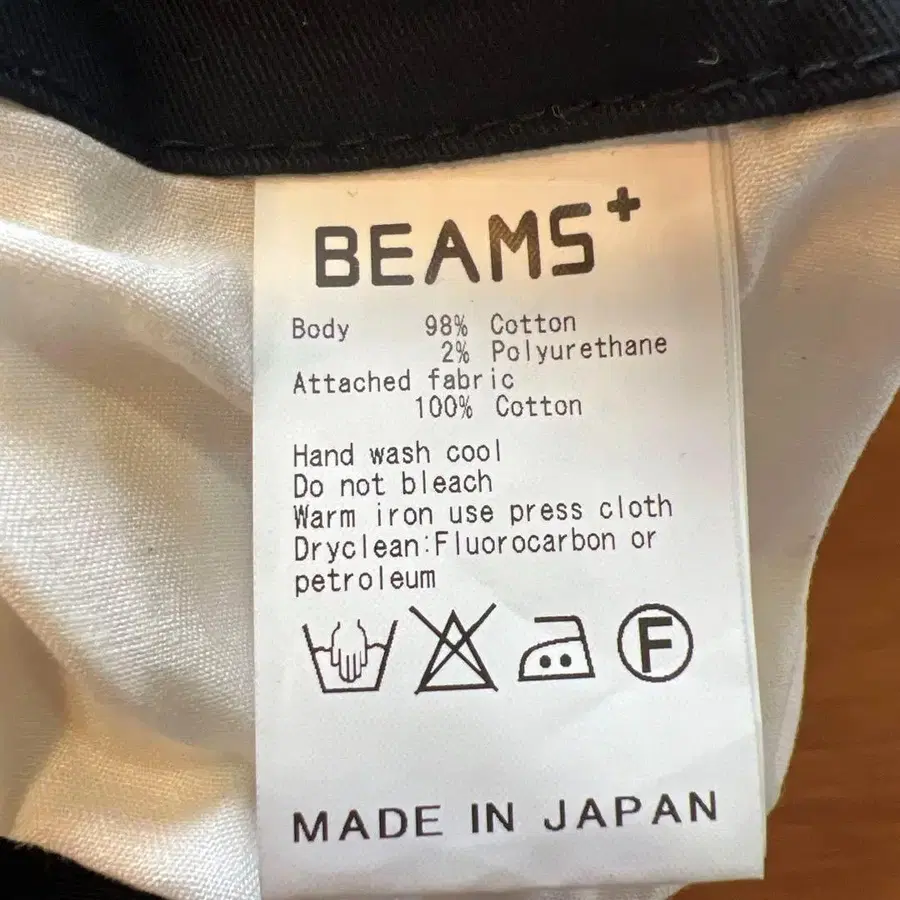 BEAMS+
Body 98% Cotton
2% Polyurethane
Attached fabric
100% Cotton
Hand wash cool
Do not bleach
Warm iron use press cloth
Dryclean:Fluorocarbon or
petroleum
F
MADE IN JAPAN